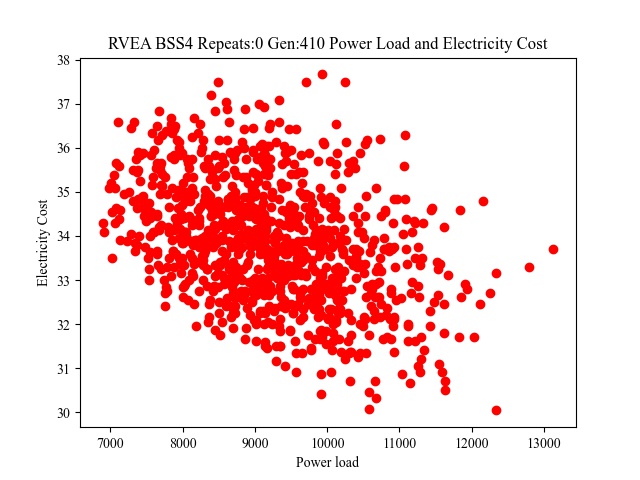 RVEA BSS4 Repeats:0 Gen:410 Power Load and Electricity Cost
38
37
36
35
34
33
32
31
30
Electricity Cost
7000 8000 9000 10000 11000 12000 13000
Power load